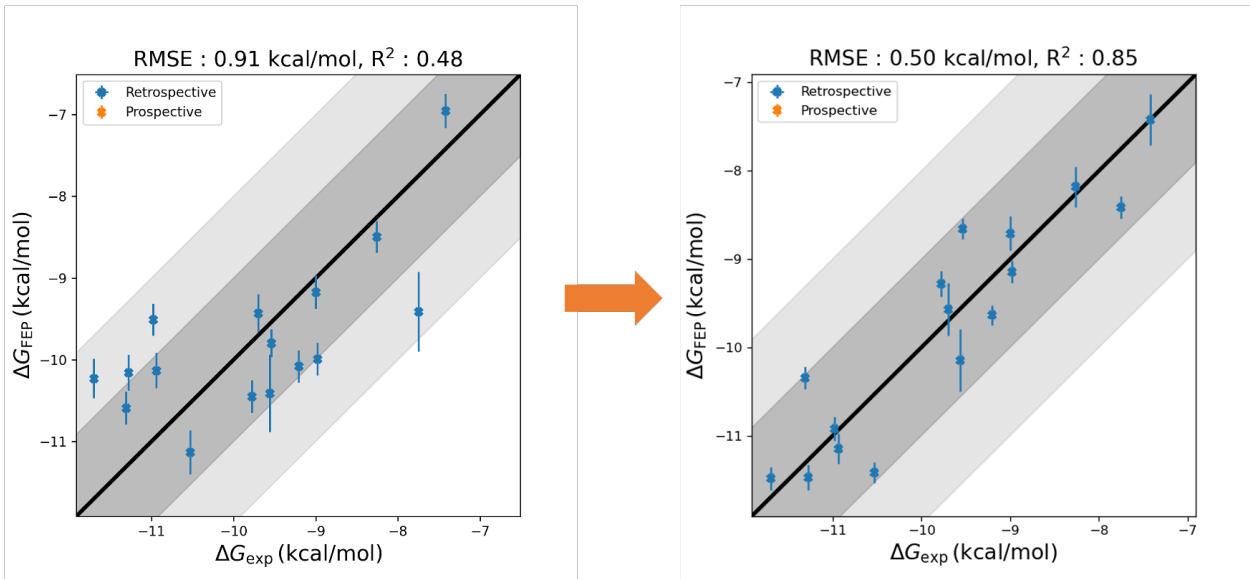 RMSE : 0.91 kcal/mol, R² : 0.48
Retrospective
Prospective
−7
−8
−9
−10
−11
ΔG_FEP (kcal/mol)
−11
−10
−9
−8
−7
ΔG_exp (kcal/mol)
RMSE : 0.50 kcal/mol, R² : 0.85
Retrospective
Prospective
−7
−8
−9
−10
−11
ΔG_FEP (kcal/mol)
−11
−10
−9
−8
−7
ΔG_exp (kcal/mol)